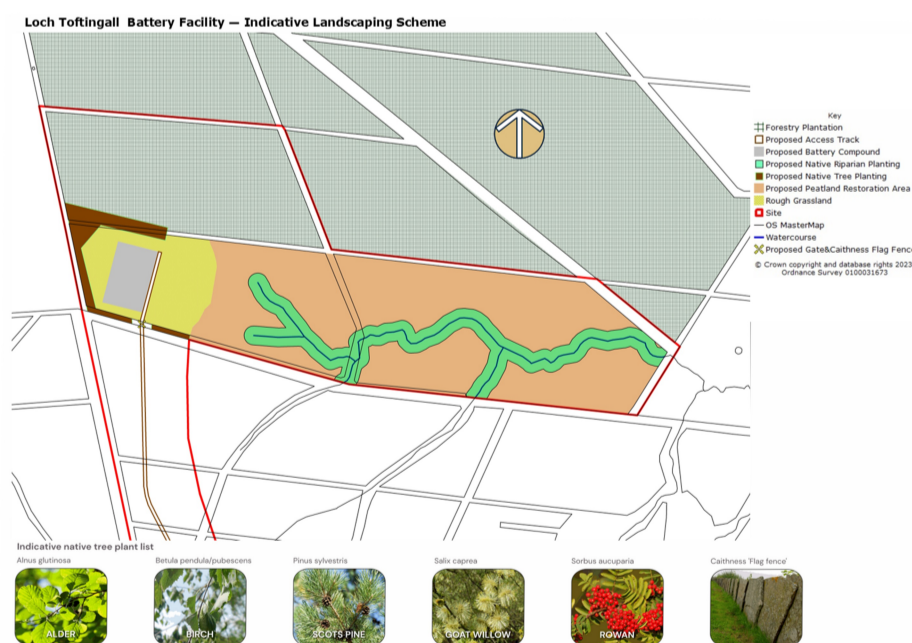 Loch Toftingall  Battery Facility — Indicative Landscaping Scheme
Key
Forestry Plantation
Proposed Access Track
Proposed Battery Compound
Proposed Native Riparian Planting
Proposed Native Tree Planting
Proposed Peatland Restoration Area
Rough Grassland
Site
OS MasterMap
Watercourse
Proposed Gate&Caithness Flag Fence
© Crown copyright and database rights 2023
Ordnance Survey 0100031673
Indicative native tree plant list
Alnus glutinosa
Betula pendula/pubescens
Pinus sylvestris
Salix caprea
Sorbus aucuparia
Caithness 'Flag fence'
ALDER
BIRCH
SCOTS PINE
GOAT WILLOW
ROWAN